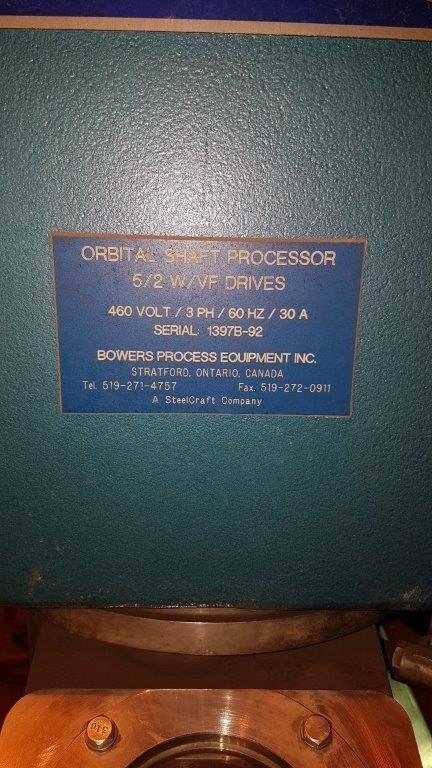 ORBITAL SHAFT PROCESSOR
5/2 W/VF DRIVES
460 VOLT / 3 PH / 60 HZ / 30 A
SERIAL: 1397B-92
BOWERS PROCESS EQUIPMENT INC.
STRATFORD, ONTARIO, CANADA
Tel. 519-271-4757 Fax. 519-272-0911
A SteelCraft Company
316